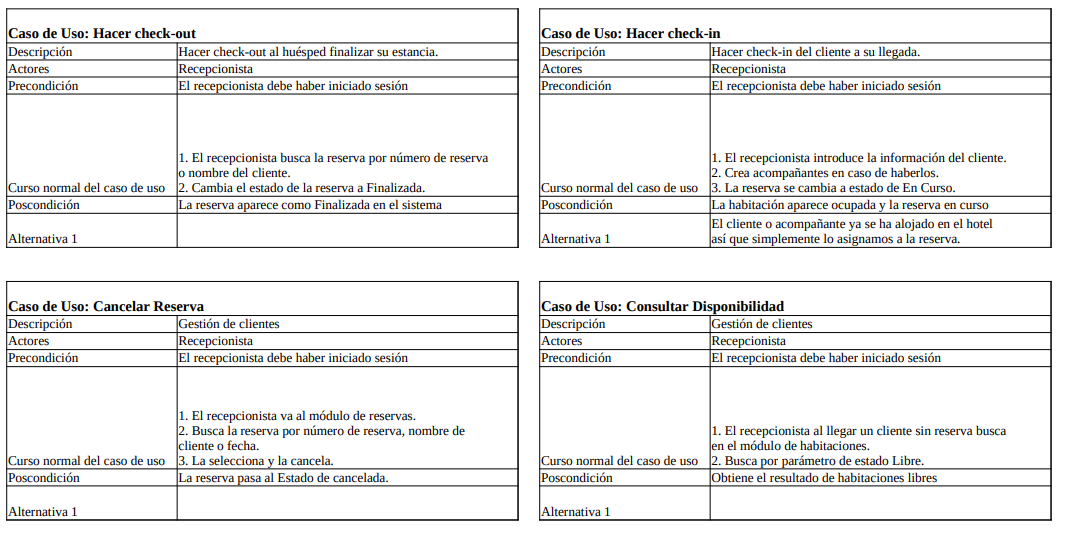 Caso de Uso: Hacer check-out
Descripción Hacer check-out al huésped finalizar su estancia.
Actores Recepcionista
Precondición El recepcionista debe haber iniciado sesión
1. El recepcionista busca la reserva por número de reserva
o nombre del cliente.
Curso normal del caso de uso 2. Cambia el estado de la reserva a Finalizada.
Poscondición La reserva aparece como Finalizada en el sistema
Alternativa 1
Caso de Uso: Hacer check-in
Descripción Hacer check-in del cliente a su llegada.
Actores Recepcionista
Precondición El recepcionista debe haber iniciado sesión
1. El recepcionista introduce la información del cliente.
2. Crea acompañantes en caso de haberlos.
Curso normal del caso de uso 3. La reserva se cambia a estado de En Curso.
Poscondición La habitación aparece ocupada y la reserva en curso
El cliente o acompañante ya se ha alojado en el hotel
Alternativa 1 así que simplemente lo asignamos a la reserva.
Caso de Uso: Cancelar Reserva
Descripción Gestión de clientes
Actores Recepcionista
Precondición El recepcionista debe haber iniciado sesión
1. El recepcionista va al módulo de reservas.
2. Busca la reserva por número de reserva, nombre de
cliente o fecha.
Curso normal del caso de uso 3. La selecciona y la cancela.
Poscondición La reserva pasa al Estado de cancelada.
Alternativa 1
Caso de Uso: Consultar Disponibilidad
Descripción Gestión de clientes
Actores Recepcionista
Precondición El recepcionista debe haber iniciado sesión
1. El recepcionista al llegar un cliente sin reserva busca
en el módulo de habitaciones.
Curso normal del caso de uso 2. Busca por parámetro de estado Libre.
Poscondición Obtiene el resultado de habitaciones libres
Alternativa 1